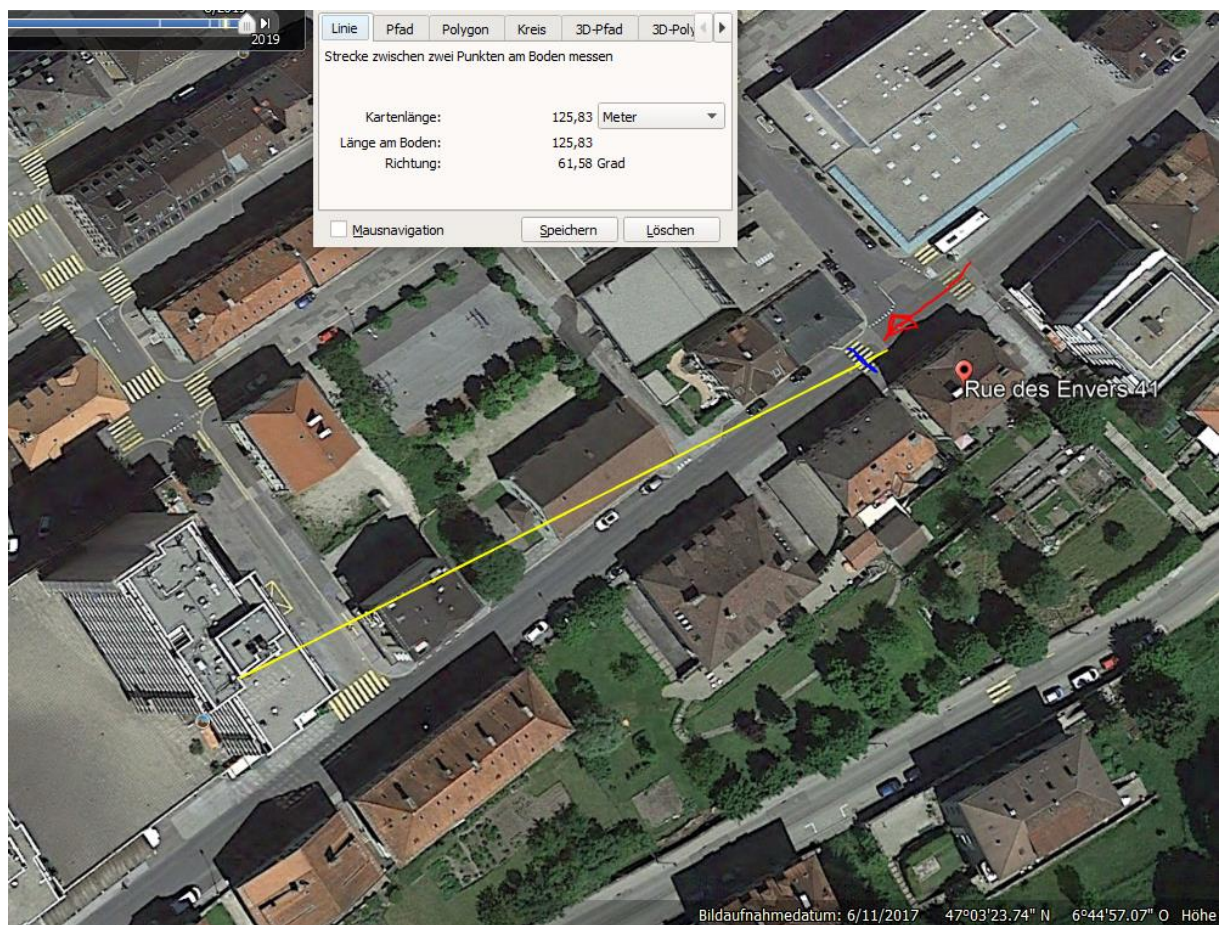 2019
Linie Pfad Polygon Kreis 3D-Pfad 3D-Poly
Strecke zwischen zwei Punkten am Boden messen
Kartenlänge: 125,83 Meter
Länge am Boden: 125,83
Richtung: 61,58 Grad
Mausnavigation Speichern Löschen
Rue des Envers 41
Bildaufnahmedatum: 6/11/2017 47°03'23.74" N 6°44'57.07" O Höhe